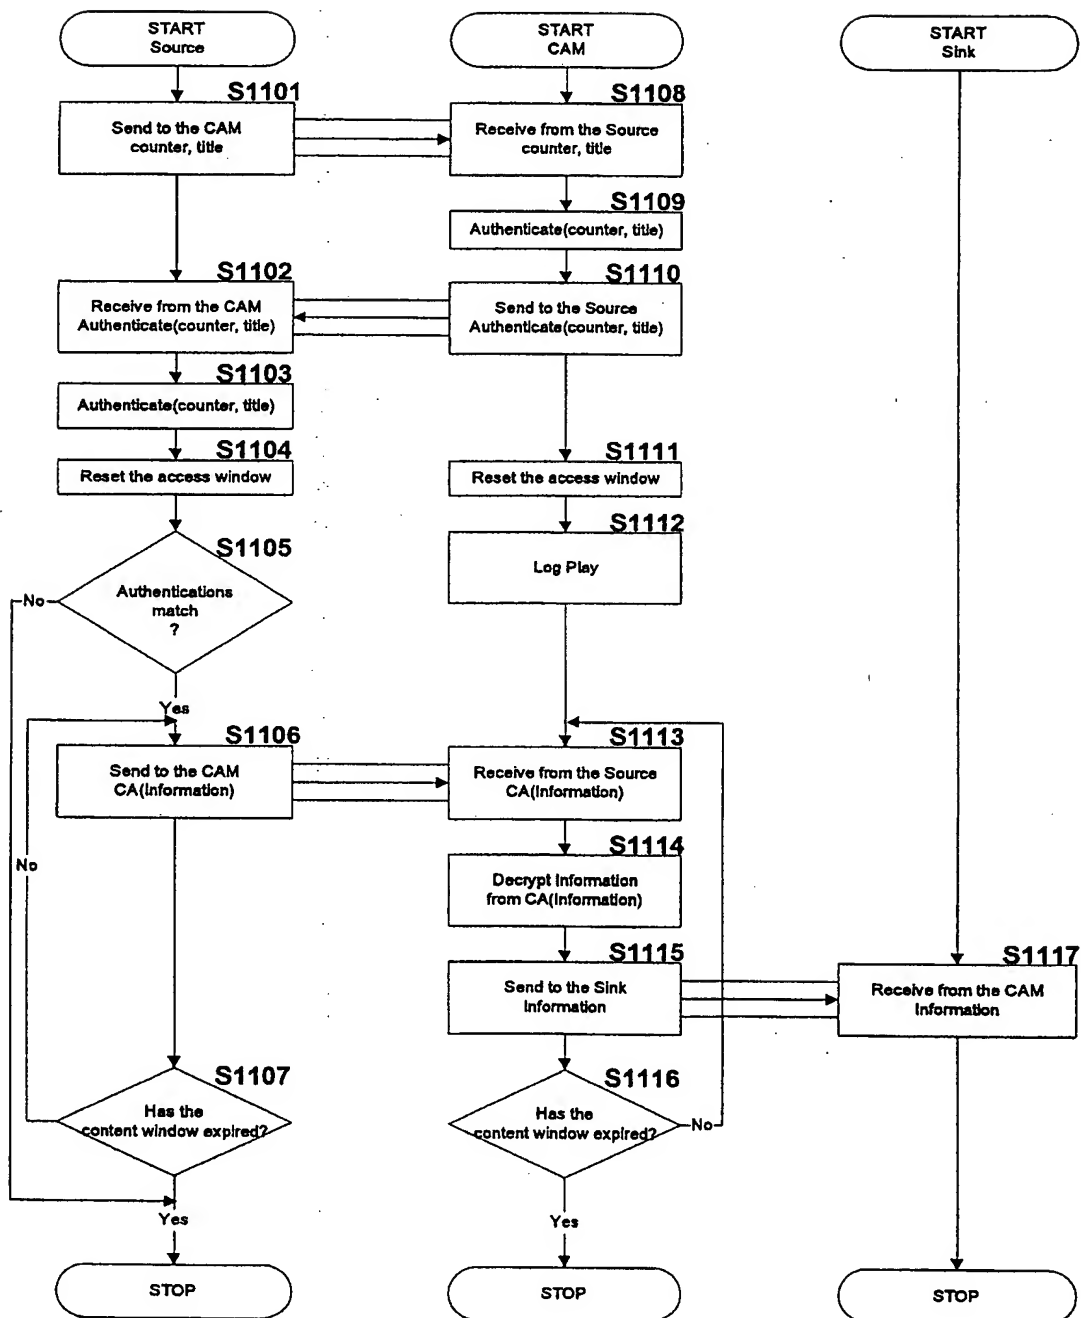 START
Source
S1101
Send to the CAM
counter, title
S1102
Receive from the CAM
Authenticate(counter, title)
S1103
Authenticate(counter, title)
S1104
Reset the access window
S1105
Authentications
match
?
No
Yes
S1106
Send to the CAM
CA(Information)
No
S1107
Has the
content window expired?
Yes
STOP
START
CAM
S1108
Receive from the Source
counter, title
S1109
Authenticate(counter, title)
S1110
Send to the Source
Authenticate(counter, title)
S1111
Reset the access window
S1112
Log Play
S1113
Receive from the Source
CA(Information)
S1114
Decrypt Information
from CA(Information)
S1115
Send to the Sink
Information
S1116
Has the
content window expired?
No
Yes
STOP
START
Sink
S1117
Receive from the CAM
Information
STOP